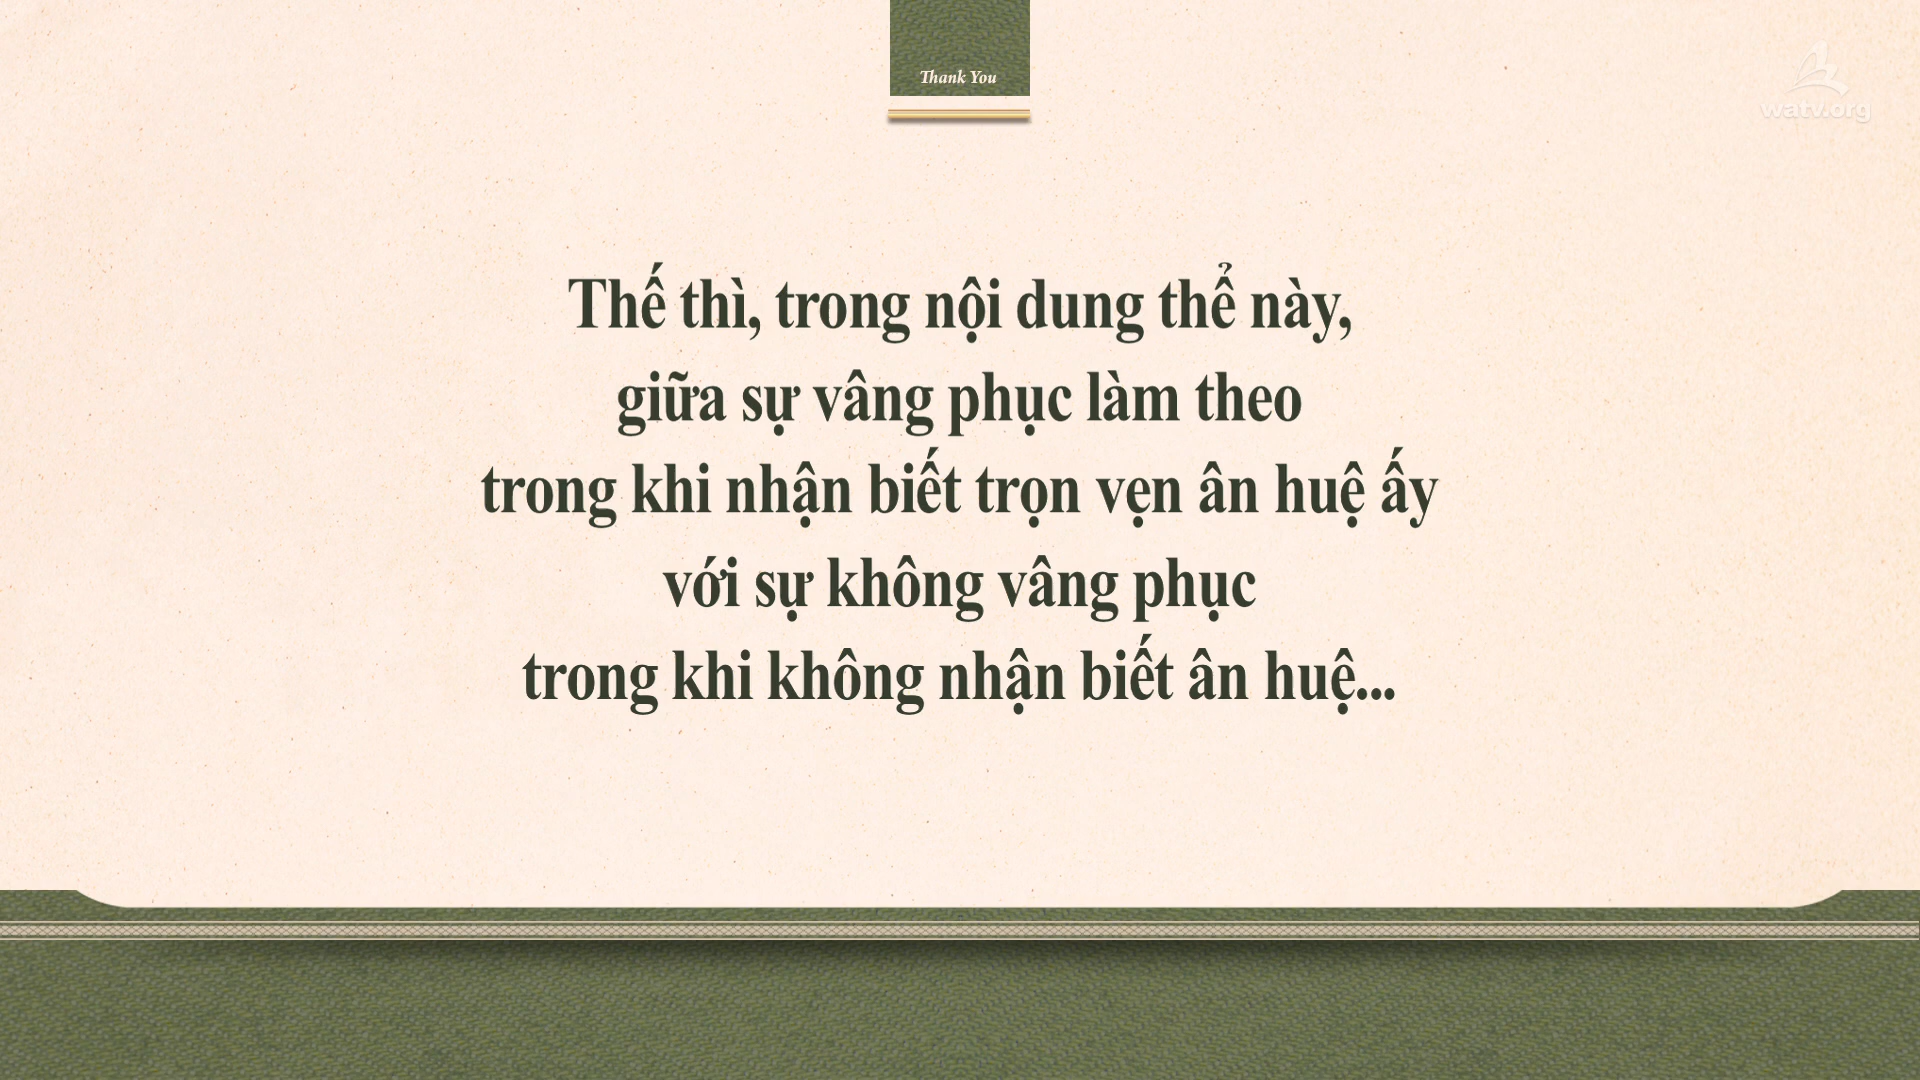 Thank You
watv.org
Thế thì, trong nội dung thể này,
giữa sự vâng phục làm theo
trong khi nhận biết trọn vẹn ân huệ ấy
với sự không vâng phục
trong khi không nhận biết ân huệ...